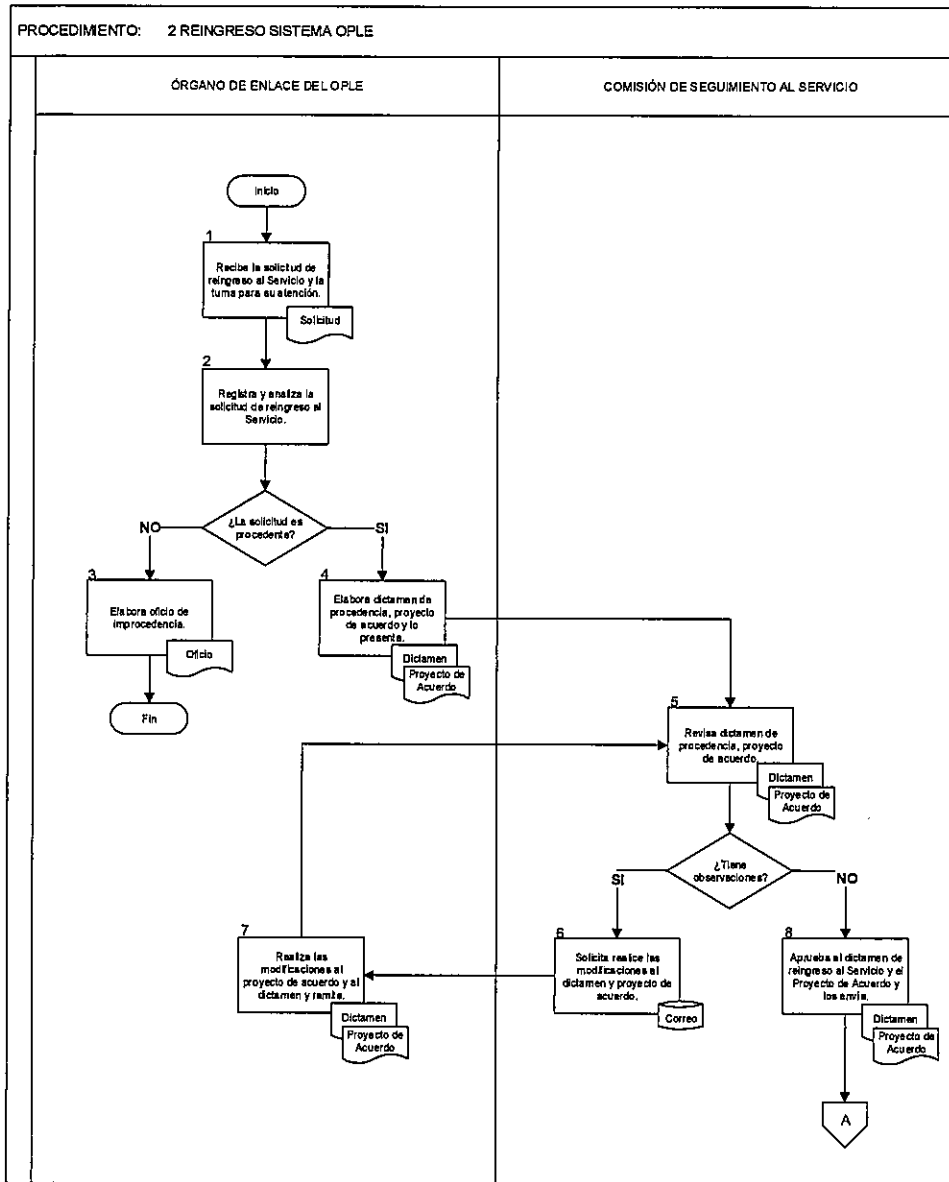 PROCEDIMIENTO: 2 REINGRESO SISTEMA OPLE
ÓRGANO DE ENLACE DEL OPLE
COMISIÓN DE SEGUIMIENTO AL SERVICIO
Inicio
1
Recibe la solicitud de
reingreso al Servicio y la
turna para su atención.
Solicitud
2
Registra y analiza la
solicitud de reingreso al
Servicio.
¿La solicitud es
procedente?
NO
SI
3
Elabora oficio de
improcedencia.
Oficio
Fin
4
Elabora dictamen de
procedencia, proyecto
de acuerdo y lo
presenta.
Dictamen
Proyecto de
Acuerdo
5
Revisa dictamen de
procedencia, proyecto
de acuerdo.
Dictamen
Proyecto de
Acuerdo
¿Tiene
observaciones?
SI
NO
7
Realiza las
modificaciones al
proyecto de acuerdo y al
dictamen y remite.
Dictamen
Proyecto de
Acuerdo
6
Solicita realice las
modificaciones al
dictamen y proyecto de
acuerdo.
Correo
8
Aprueba el dictamen de
reingreso al Servicio y el
Proyecto de Acuerdo y
los envía.
Dictamen
Proyecto de
Acuerdo
A